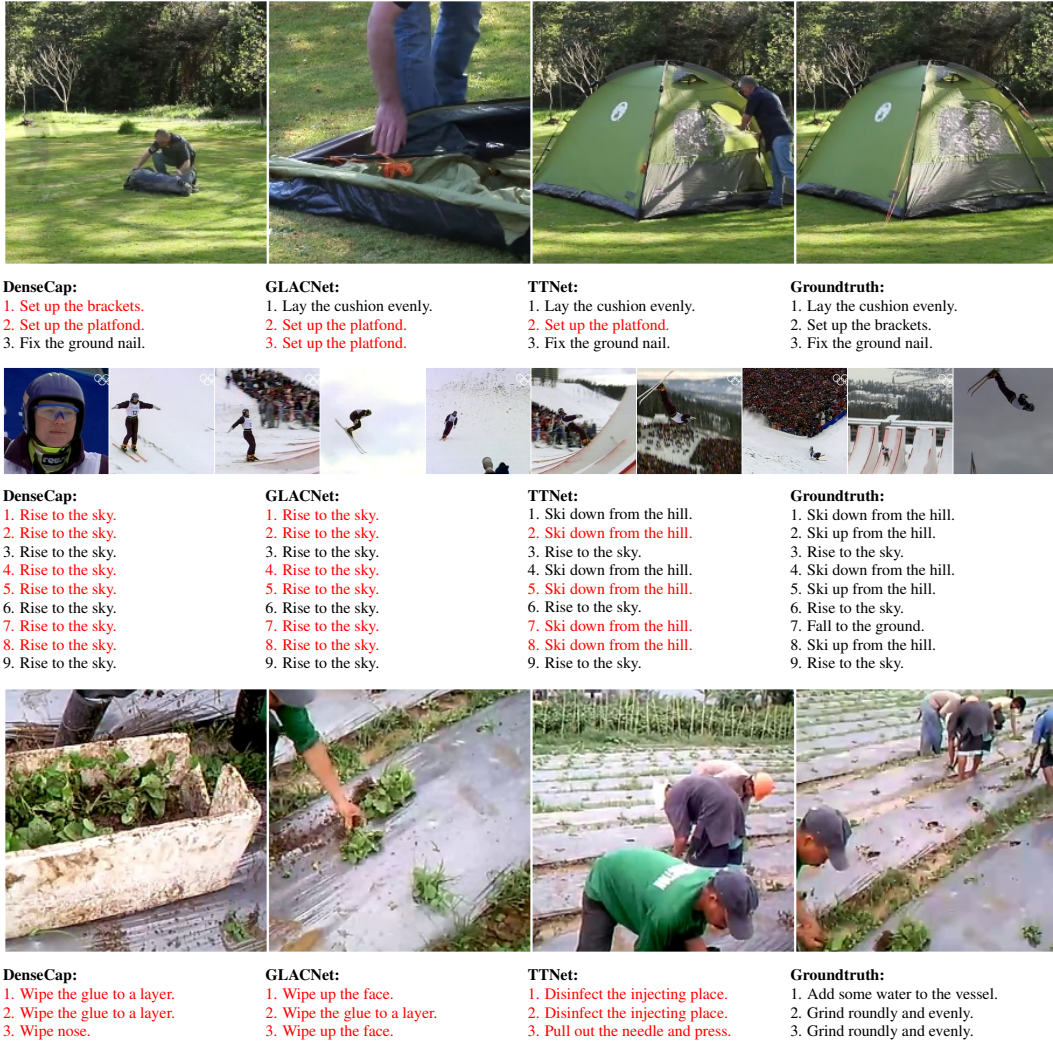 DenseCap:
1. Set up the brackets.
2. Set up the platfond.
3. Fix the ground nail.
GLACNet:
1. Lay the cushion evenly.
2. Set up the platfond.
3. Set up the platfond.
TTNet:
1. Lay the cushion evenly.
2. Set up the platfond.
3. Fix the ground nail.
Groundtruth:
1. Lay the cushion evenly.
2. Set up the brackets.
3. Fix the ground nail.
DenseCap:
1. Rise to the sky.
2. Rise to the sky.
3. Rise to the sky.
4. Rise to the sky.
5. Rise to the sky.
6. Rise to the sky.
7. Rise to the sky.
8. Rise to the sky.
9. Rise to the sky.
GLACNet:
1. Rise to the sky.
2. Rise to the sky.
3. Rise to the sky.
4. Rise to the sky.
5. Rise to the sky.
6. Rise to the sky.
7. Rise to the sky.
8. Rise to the sky.
9. Rise to the sky.
TTNet:
1. Ski down from the hill.
2. Ski down from the hill.
3. Rise to the sky.
4. Ski down from the hill.
5. Ski down from the hill.
6. Rise to the sky.
7. Ski down from the hill.
8. Ski down from the hill.
9. Rise to the sky.
Groundtruth:
1. Ski down from the hill.
2. Ski up from the hill.
3. Rise to the sky.
4. Ski down from the hill.
5. Ski up from the hill.
6. Rise to the sky.
7. Fall to the ground.
8. Ski up from the hill.
9. Rise to the sky.
DenseCap:
1. Wipe the glue to a layer.
2. Wipe the glue to a layer.
3. Wipe nose.
GLACNet:
1. Wipe up the face.
2. Wipe the glue to a layer.
3. Wipe up the face.
TTNet:
1. Disinfect the injecting place.
2. Disinfect the injecting place.
3. Pull out the needle and press.
Groundtruth:
1. Add some water to the vessel.
2. Grind roundly and evenly.
3. Grind roundly and evenly.